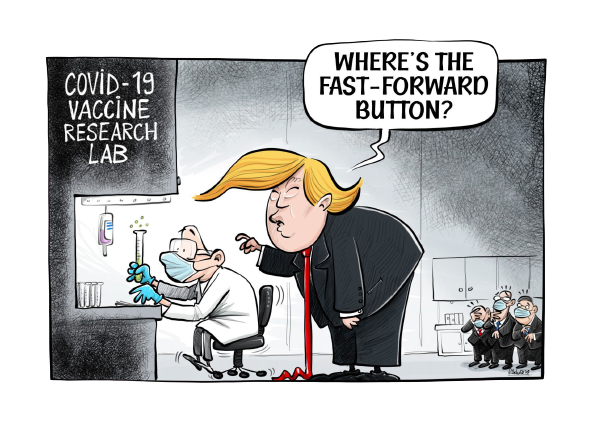 COVID-19
VACCINE
RESEARCH
LAB
WHERE'S THE
FAST-FORWARD
BUTTON?